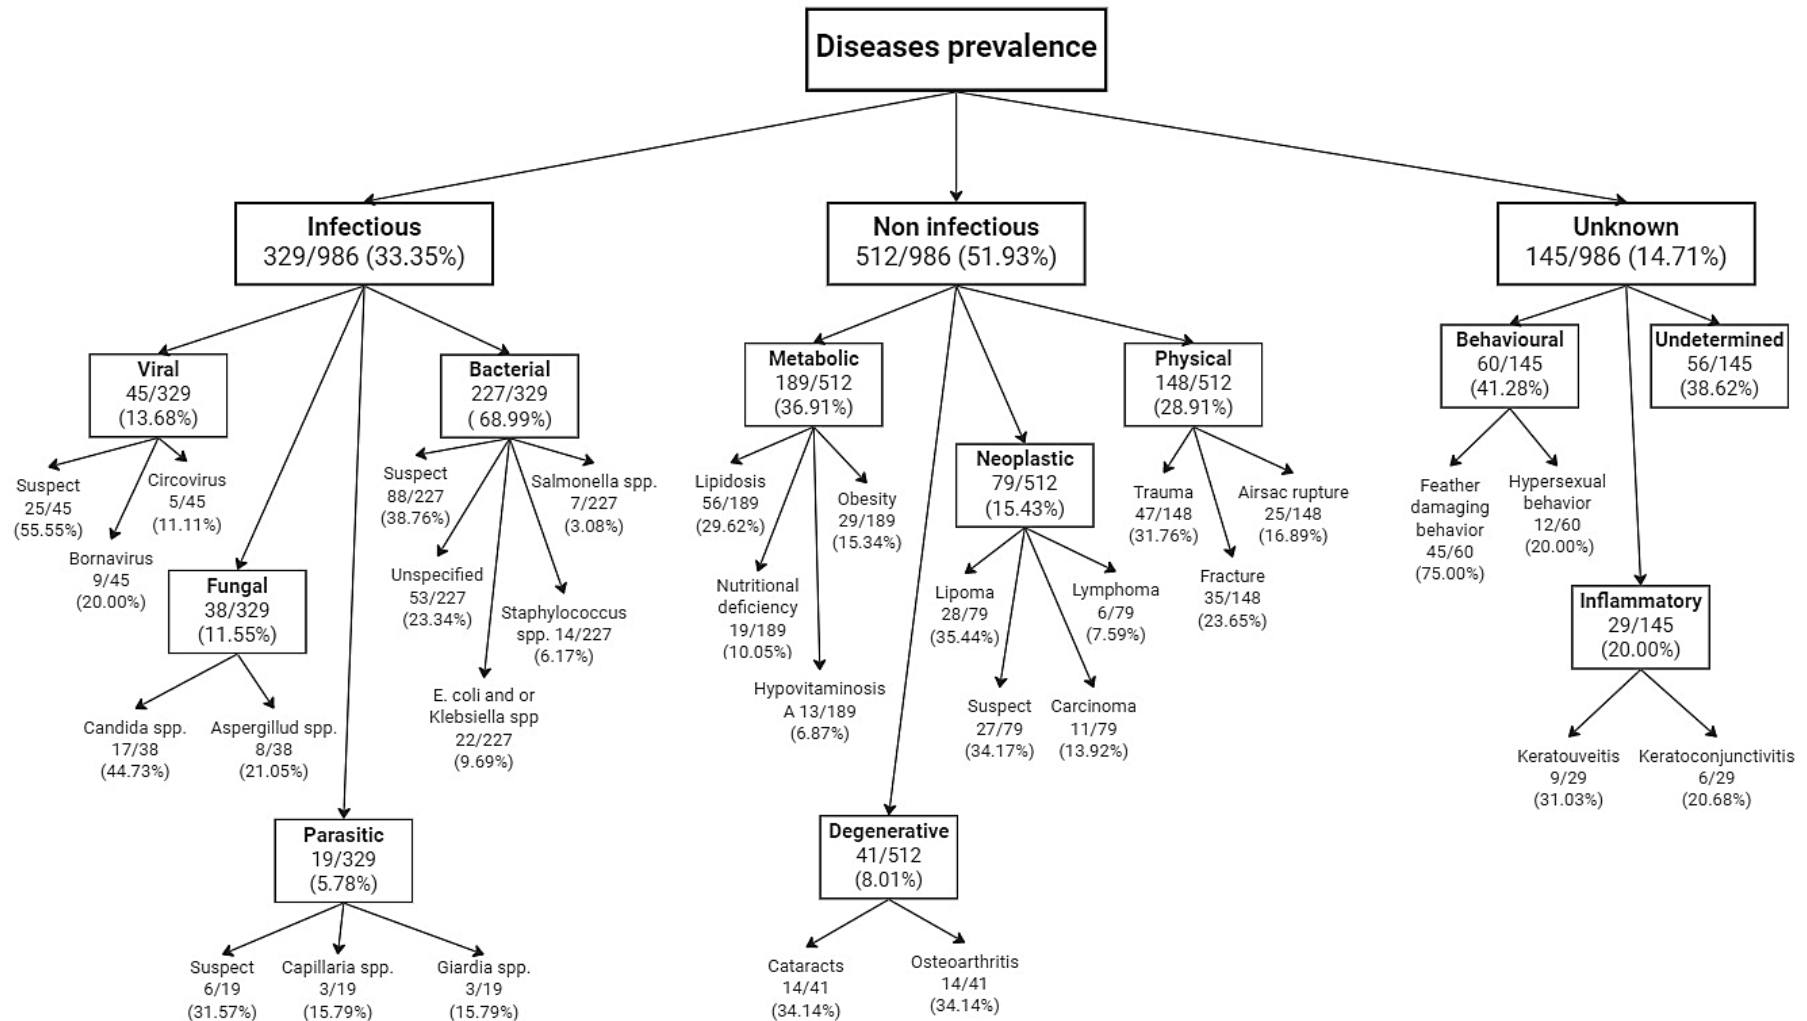 Diseases prevalence
Infectious
329/986 (33.35%)
Non infectious
512/986 (51.93%)
Unknown
145/986 (14.71%)
Viral
45/329
(13.68%)
Bacterial
227/329
( 68.99%)
Suspect
25/45
(55.55%)
Circovirus
5/45
(11.11%)
Bornavirus
9/45
(20.00%)
Suspect
88/227
(38.76%)
Salmonella spp.
7/227
(3.08%)
Unspecified
53/227
(23.34%)
Staphylococcus
spp. 14/227
(6.17%)
E. coli and or
Klebsiella spp
22/227
(9.69%)
Fungal
38/329
(11.55%)
Candida spp.
17/38
(44.73%)
Aspergillud spp.
8/38
(21.05%)
Parasitic
19/329
(5.78%)
Suspect
6/19
(31.57%)
Capillaria spp.
3/19
(15.79%)
Giardia spp.
3/19
(15.79%)
Metabolic
189/512
(36.91%)
Physical
148/512
(28.91%)
Lipidosis
56/189
(29.62%)
Obesity
29/189
(15.34%)
Nutritional
deficiency
19/189
(10.05%)
Hypovitaminosis
A 13/189
(6.87%)
Neoplastic
79/512
(15.43%)
Lipoma
28/79
(35.44%)
Lymphoma
6/79
(7.59%)
Suspect
27/79
(34.17%)
Carcinoma
11/79
(13.92%)
Trauma
47/148
(31.76%)
Airsac rupture
25/148
(16.89%)
Fracture
35/148
(23.65%)
Degenerative
41/512
(8.01%)
Cataracts
14/41
(34.14%)
Osteoarthritis
14/41
(34.14%)
Behavioural
60/145
(41.28%)
Undetermined
56/145
(38.62%)
Feather
damaging
behavior
45/60
(75.00%)
Hypersexual
behavior
12/60
(20.00%)
Inflammatory
29/145
(20.00%)
Keratouveitis
9/29
(31.03%)
Keratoconjunctivitis
6/29
(20.68%)